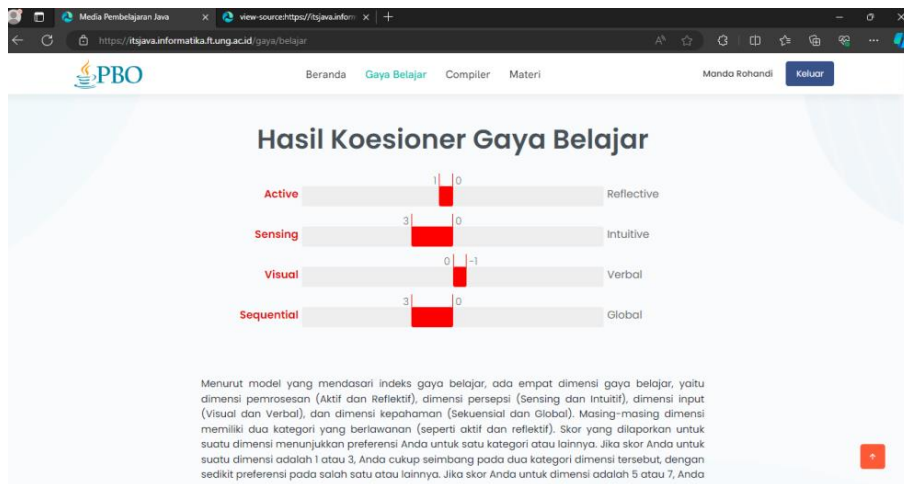 Media Pembelajaran Java
view-source:https://itsjava.inform
https://itsjava.informatika.ft.ung.ac.id/gaya/belajar
PBO
Beranda Gaya Belajar Compiler Materi
Manda Rohandi
Keluar
Hasil Koesioner Gaya Belajar
1 0
Active Reflective
3 0
Sensing Intuitive
0 -1
Visual Verbal
3 0
Sequential Global
Menurut model yang mendasari indeks gaya belajar, ada empat dimensi gaya belajar, yaitu
dimensi pemrosesan (Aktif dan Reflektif), dimensi persepsi (Sensing dan Intuitif), dimensi input
(Visual dan Verbal), dan dimensi kepahaman (Sekuensial dan Global). Masing-masing dimensi
memiliki dua kategori yang berlawanan (seperti aktif dan reflektif). Skor yang dilaporkan untuk
suatu dimensi menunjukkan preferensi Anda untuk satu kategori atau lainnya. Jika skor Anda untuk
suatu dimensi adalah 1 atau 3, Anda cukup seimbang pada dua kategori dimensi tersebut, dengan
sedikit preferensi pada salah satu atau lainnya. Jika skor Anda untuk dimensi adalah 5 atau 7, Anda